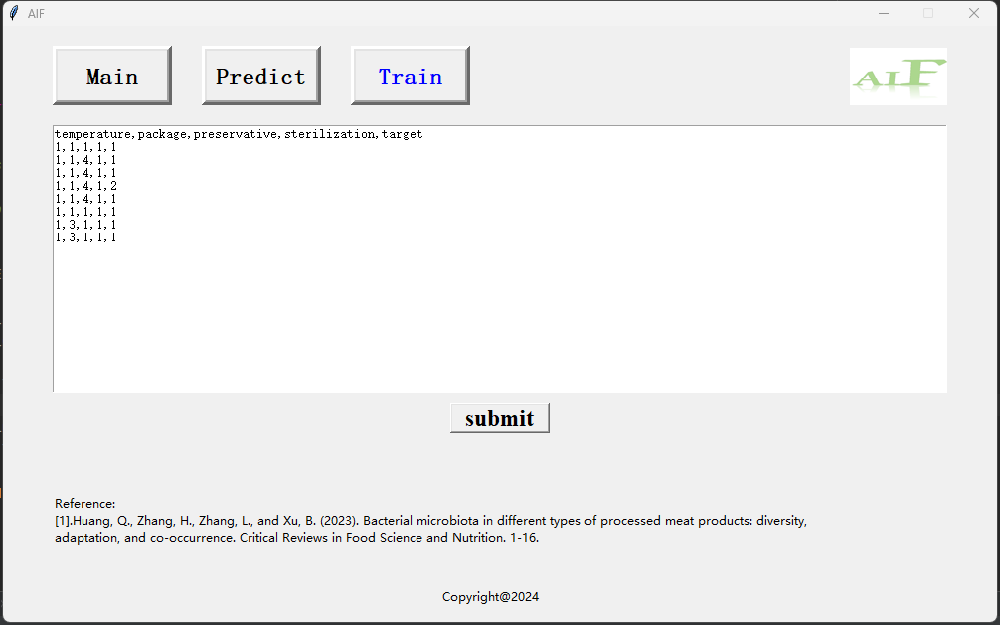 AIF
Main Predict Train
AIF
temperature,package,preservative,sterilization,target
1,1,1,1,1
1,1,4,1,1
1,1,4,1,1
1,1,4,1,2
1,1,4,1,1
1,1,1,1,1
1,3,1,1,1
1,3,1,1,1
submit
Reference:
[1].Huang, Q., Zhang, H., Zhang, L., and Xu, B. (2023). Bacterial microbiota in different types of processed meat products: diversity,
adaptation, and co-occurrence. Critical Reviews in Food Science and Nutrition. 1-16.
Copyright@2024